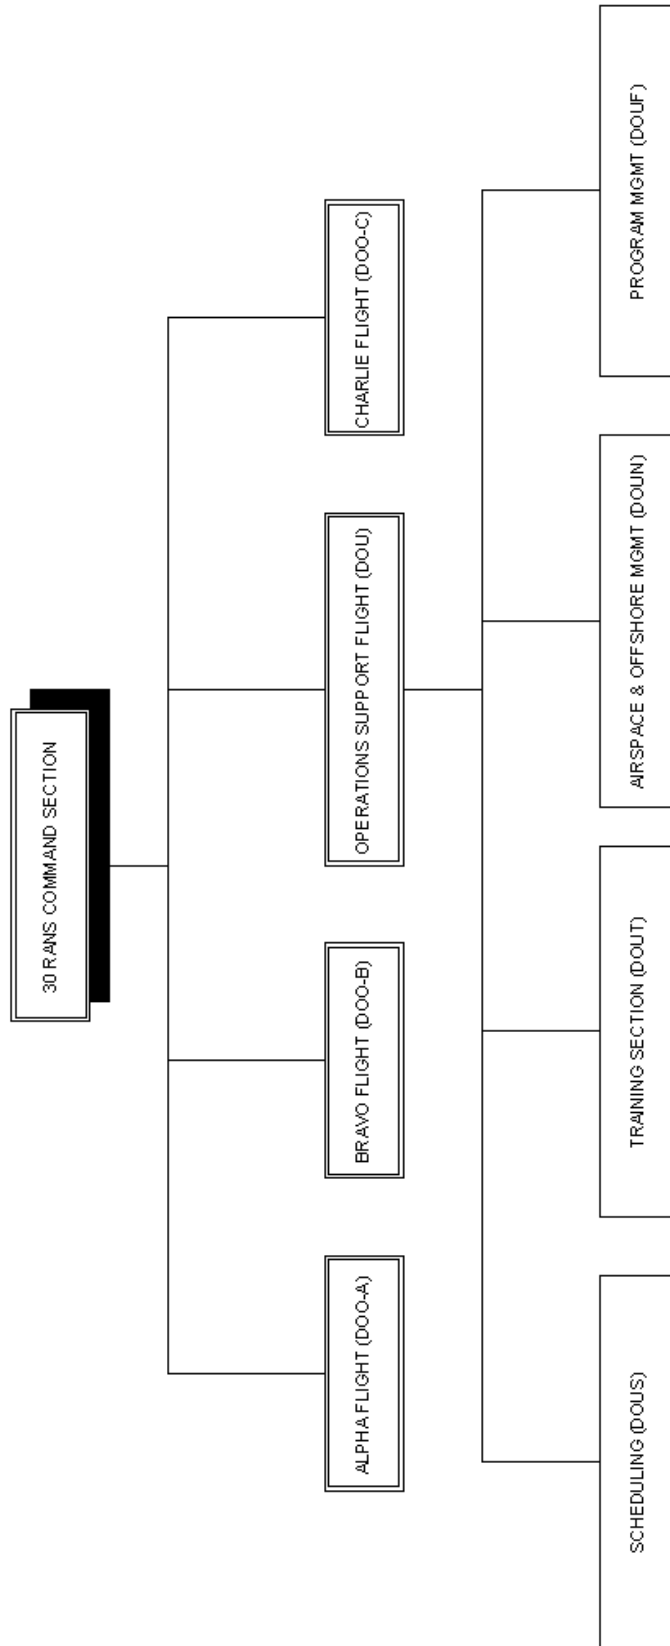 30 RANS COMMAND SECTION
ALPHA FLIGHT (DOO-A)
BRAVO FLIGHT (DOO-B)
OPERATIONS SUPPORT FLIGHT (DOU)
CHARLIE FLIGHT (DOO-C)
SCHEDULING (DOUS)
TRAINING SECTION (DOUT)
AIRSPACE & OFFSHORE MGMT (DOUN)
PROGRAM MGMT (DOUF)